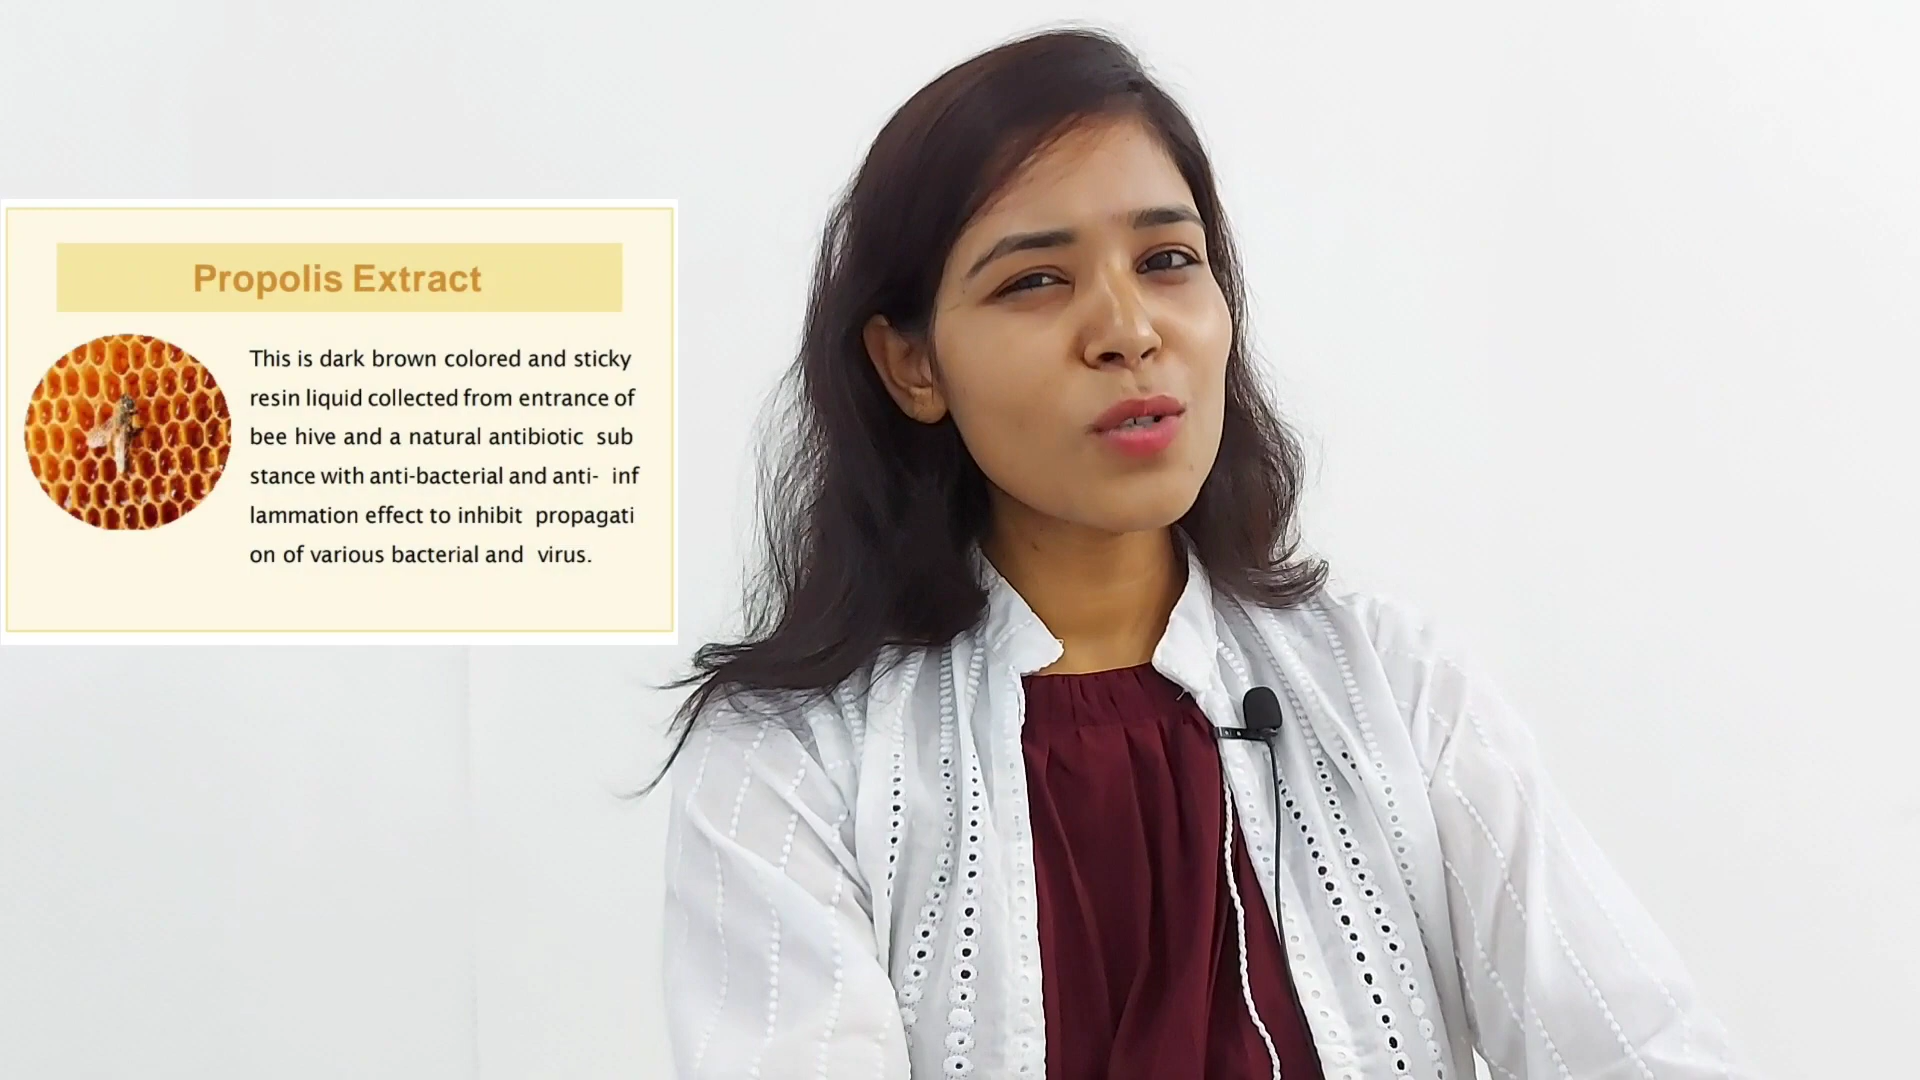 Propolis Extract
This is dark brown colored and sticky
resin liquid collected from entrance of
bee hive and a natural antibiotic sub
stance with anti-bacterial and anti- inf
lammation effect to inhibit propagati
on of various bacterial and virus.